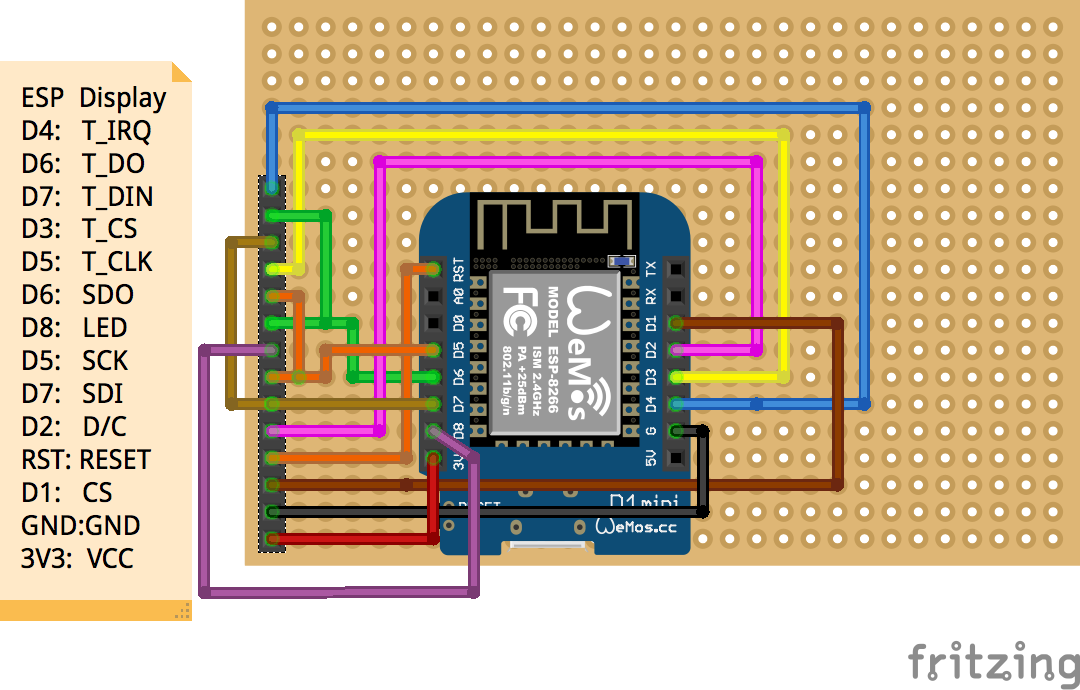 ESP Display
D4: T_IRQ
D6: T_DO
D7: T_DIN
D3: T_CS
D5: T_CLK
D6: SDO
D8: LED
D5: SCK
D7: SDI
D2: D/C
RST: RESET
D1: CS
GND:GND
3V3: VCC
RST
A0
D0
D5
D6
D7
D8
TX
RX
D1
D2
D3
D4
G
5V
WeMos
MODEL ESP-8266
ISM 2.4GHz
PA +25dBm
802.11b/g/n
FC
D1 mini
WeMos.cc
fritzing